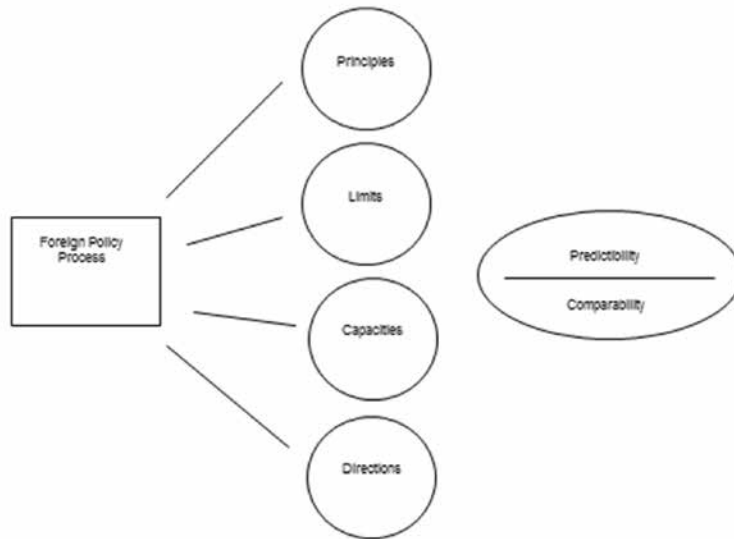 Principles
Limits
Foreign Policy
Process
Predictibility
Comparability
Capacities
Directions